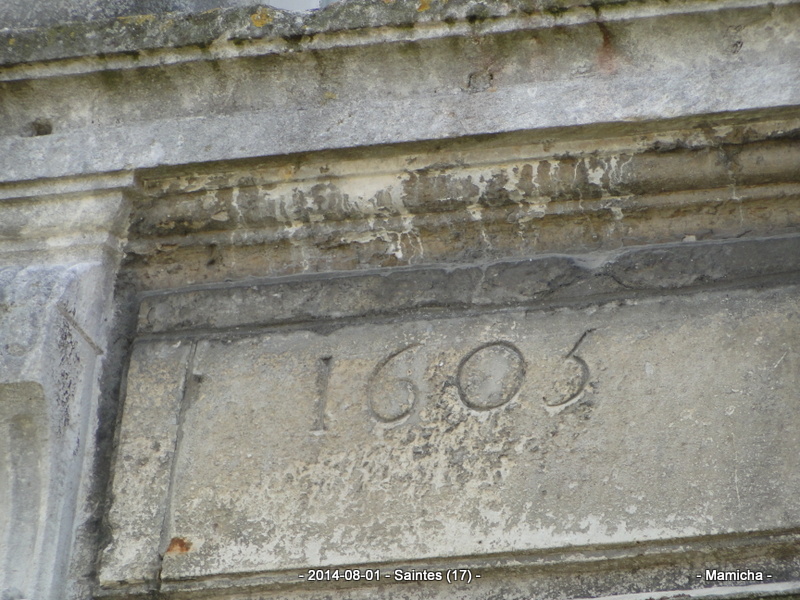 1605
- 2014-08-01 - Saintes (17) -
- Mamicha -